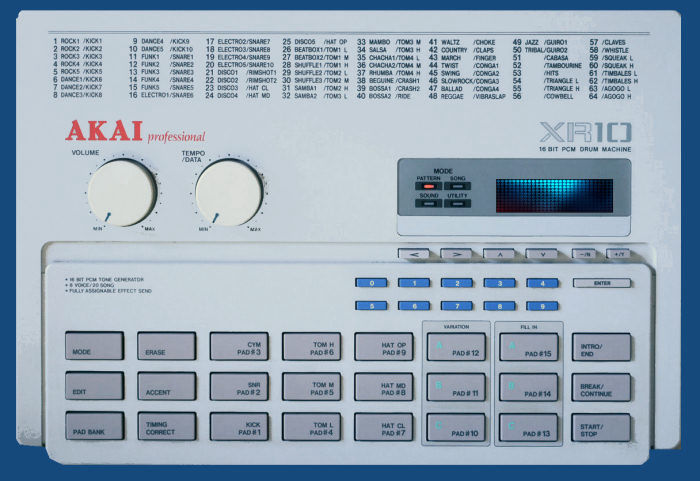 1 ROCK1 /KICK1
2 ROCK2 /KICK2
3 ROCK3 /KICK3
4 ROCK4 /KICK4
5 ROCK5 /KICK5
6 DANCE1/KICK6
7 DANCE2/KICK7
8 DANCE3/KICK8
9 DANCE4 /KICK9
10 DANCE5 /KICK10
11 FUNK1 /SNARE1
12 FUNK2 /SNARE2
13 FUNK3 /SNARE3
14 FUNK4 /SNARE4
15 FUNK5 /SNARE5
16 ELECTRO1/SNARE6
17 ELECTRO2/SNARE7
18 ELECTRO3/SNARE8
19 ELECTRO4/SNARE9
20 ELECTRO5/SNARE10
21 DISCO1 /RIMSHOT1
22 DISCO2 /RIMSHOT2
23 DISCO3 /HAT CL
24 DISCO4 /HAT MD
25 DISCO5 /HAT OP
26 BEATBOX1/TOM1 L
27 BEATBOX2/TOM1 M
28 SHUFFLE1/TOM1 H
29 SHUFFLE2/TOM2 L
30 SHUFFLE/TOM2 M
31 SAMBA1 /TOM2 H
32 SAMBA2 /TOM3 L
33 MAMBO /TOM3 M
34 SALSA /TOM3 H
35 CHACHA1/TOM4 L
36 CHACHA2/TOM4 M
37 RHUMBA /TOM4 H
38 BEGUINE/CRASH1
39 BOSSA1 /CRASH2
40 BOSSA2 /RIDE
41 WALTZ /CHOKE
42 COUNTRY /CLAPS
43 MARCH /FINGER
44 TWIST /CONGA1
45 SWING /CONGA2
46 SLOWROCK/CONGA3
47 BALLAD /CONGA4
48 REGGAE /VIBRASLAP
49 JAZZ /GUIRO1
50 TRIBAL/GUIRO2
51 /CABASA
52 /TAMBOURINE
53 /HITS
54 /TRIANGLE L
55 /TRIANGLE H
56 /COWBELL
57 /CLAVES
58 /WHISTLE
59 /SQUEAK L
60 /SQUEAK H
61 /TIMBALES L
62 /TIMBALES H
63 /AGOGO L
64 /AGOGO H
AKAI professional
XR10
16 BIT PCM DRUM MACHINE
VOLUME
MIN MAX
TEMPO
/DATA
MIN MAX
MODE
PATTERN SONG
SOUND UTILITY
< > ∧ ∨ −/N +/Y
• 16 BIT PCM TONE GENERATOR
• 8 VOICE/20 SONG
• FULLY ASSIGNABLE EFFECT SEND
0 1 2 3 4 ENTER
5 6 7 8 9
VARIATION FILL IN
MODE
ERASE
CYM
PAD#3
TOM H
PAD#6
HAT OP
PAD#9
A
PAD#12
A
PAD#15
INTRO/
END
EDIT
ACCENT
SNR
PAD#2
TOM M
PAD#5
HAT MD
PAD#8
B
PAD#11
B
PAD#14
BREAK/
CONTINUE
PAD BANK
TIMING
CORRECT
KICK
PAD#1
TOM L
PAD#4
HAT CL
PAD#7
PAD#10
C
PAD#13
START/
STOP